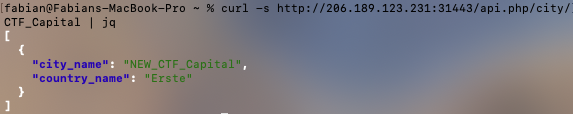 [fabian@Fabians-MacBook-Pro ~ % curl -s http://206.189.123.231:31443/api.php/city/
CTF_Capital | jq
[
  {
    "city_name": "NEW_CTF_Capital",
    "country_name": "Erste"
  }
]